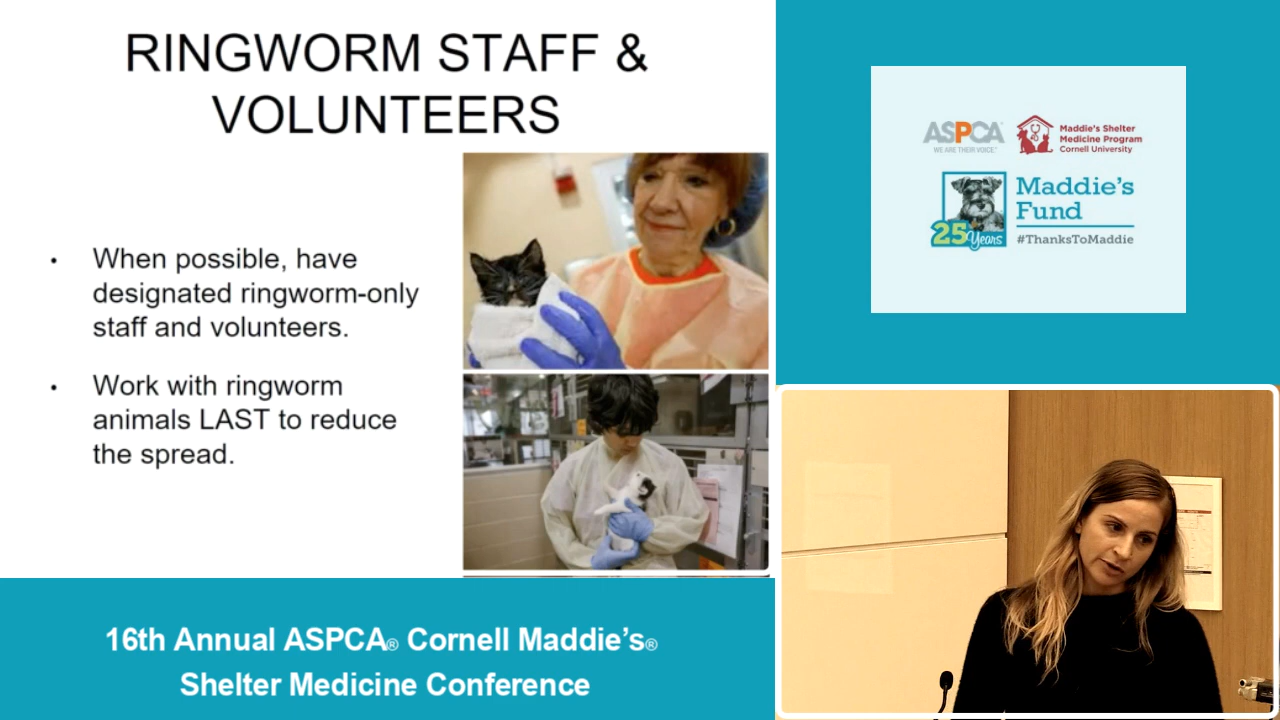 RINGWORM STAFF &
VOLUNTEERS
• When possible, have
designated ringworm-only
staff and volunteers.
• Work with ringworm
animals LAST to reduce
the spread.
16th Annual ASPCA® Cornell Maddie’s®
Shelter Medicine Conference
ASPCA
WE ARE THEIR VOICE™
Maddie's Shelter
Medicine Program
Cornell University
25 Years
Maddie's
Fund
#ThanksToMaddie